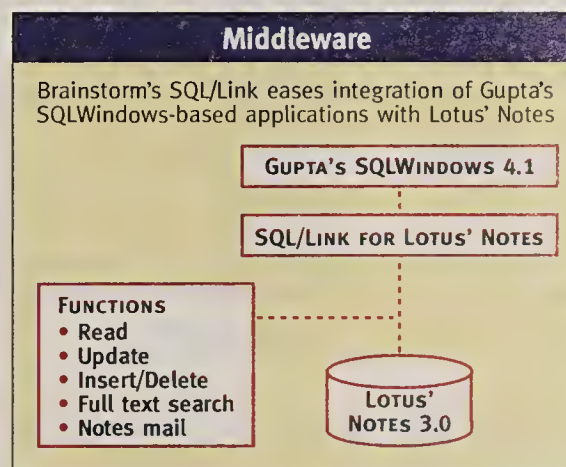 Middleware
Brainstorm's SQL/Link eases integration of Gupta's
SQLWindows-based applications with Lotus' Notes
GUPTA'S SQLWINDOWS 4.1
SQL/LINK FOR LOTUS' NOTES
FUNCTIONS
• Read
• Update
• Insert/Delete
• Full text search
• Notes mail
LOTUS'
NOTES 3.0